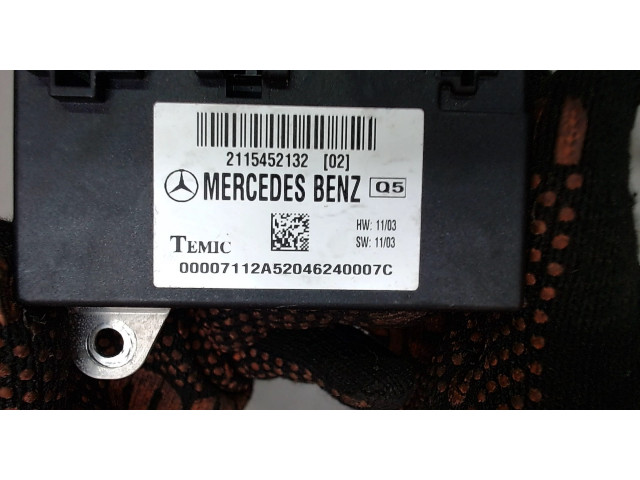 2115452132 [02]
MERCEDES BENZ Q5
HW: 11/03
TEMIC SW: 11/03
00007112A52046240007C